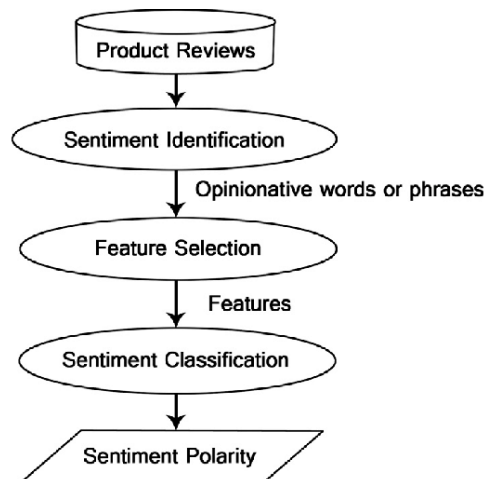 Product Reviews
Sentiment Identification
Opinionative words or phrases
Feature Selection
Features
Sentiment Classification
Sentiment Polarity